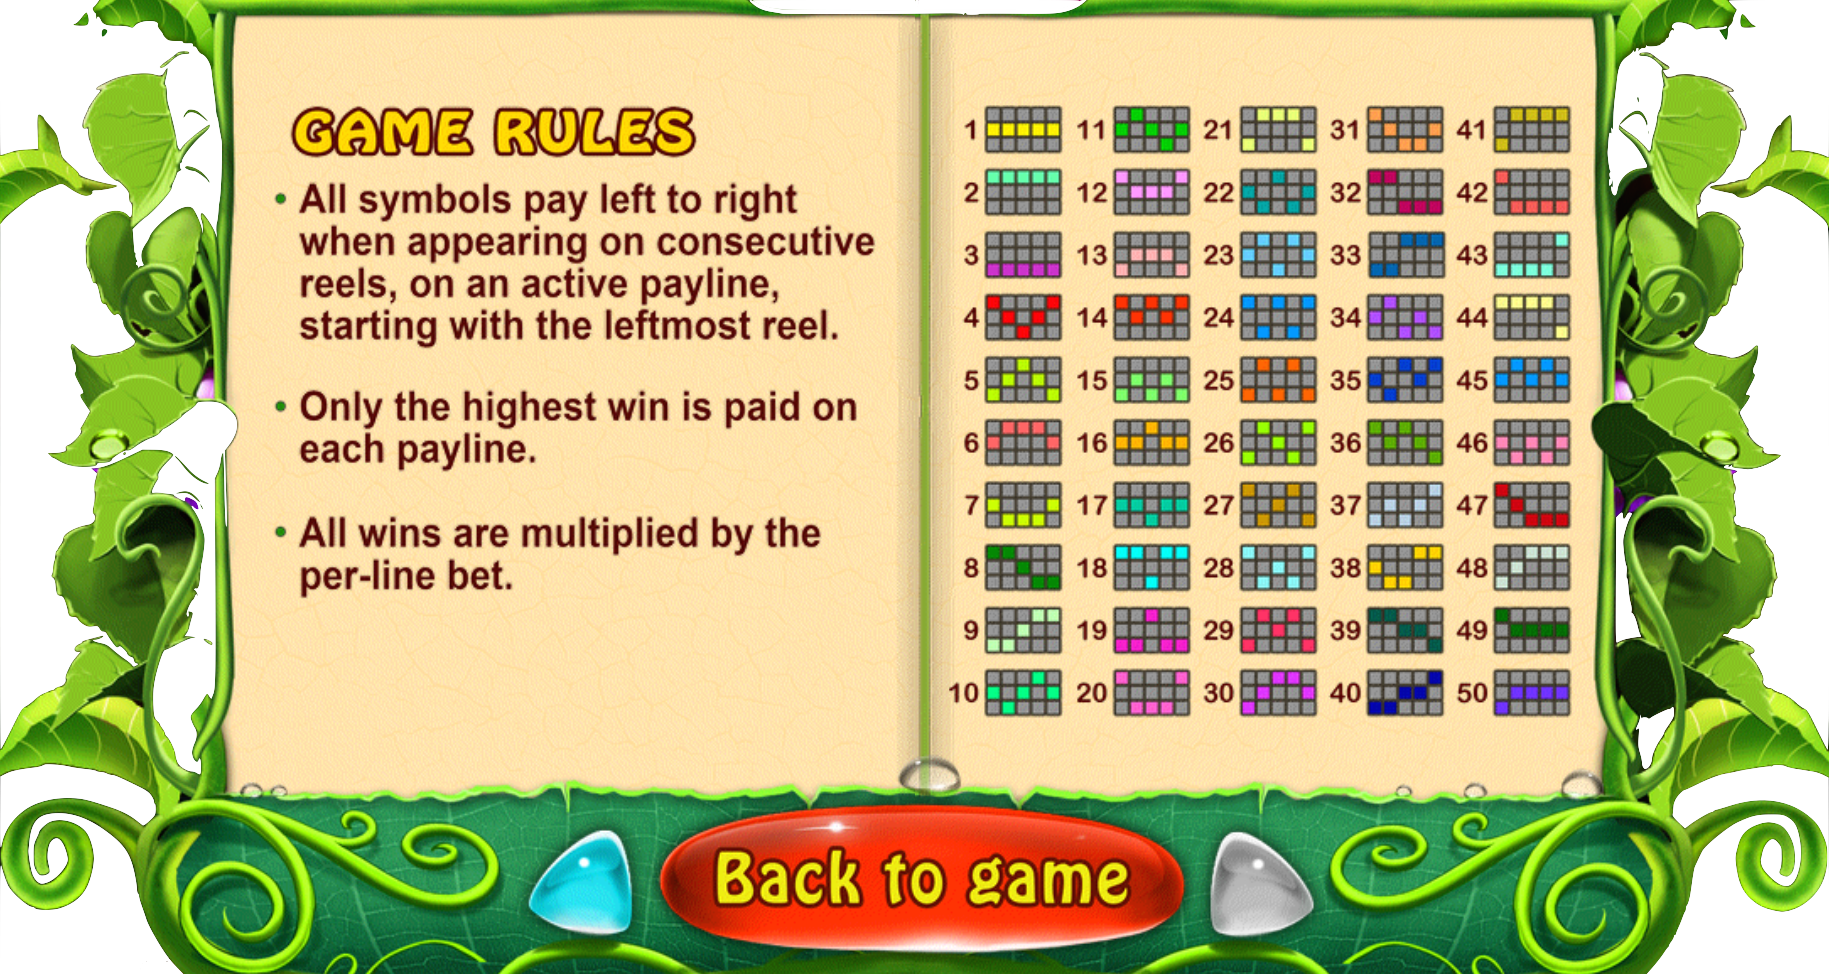 GAME RULES
• All symbols pay left to right
when appearing on consecutive
reels, on an active payline,
starting with the leftmost reel.
• Only the highest win is paid on
each payline.
• All wins are multiplied by the
per-line bet.
1 11 21 31 41
2 12 22 32 42
3 13 23 33 43
4 14 24 34 44
5 15 25 35 45
6 16 26 36 46
7 17 27 37 47
8 18 28 38 48
9 19 29 39 49
10 20 30 40 50
Back to game